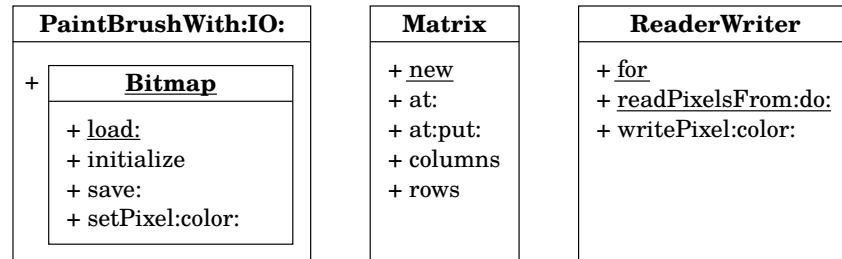 PaintBrushWith:IO:
+ Bitmap
+ load:
+ initialize
+ save:
+ setPixel:color:
Matrix
+ new
+ at:
+ at:put:
+ columns
+ rows
ReaderWriter
+ for
+ readPixelsFrom:do:
+ writePixel:color: